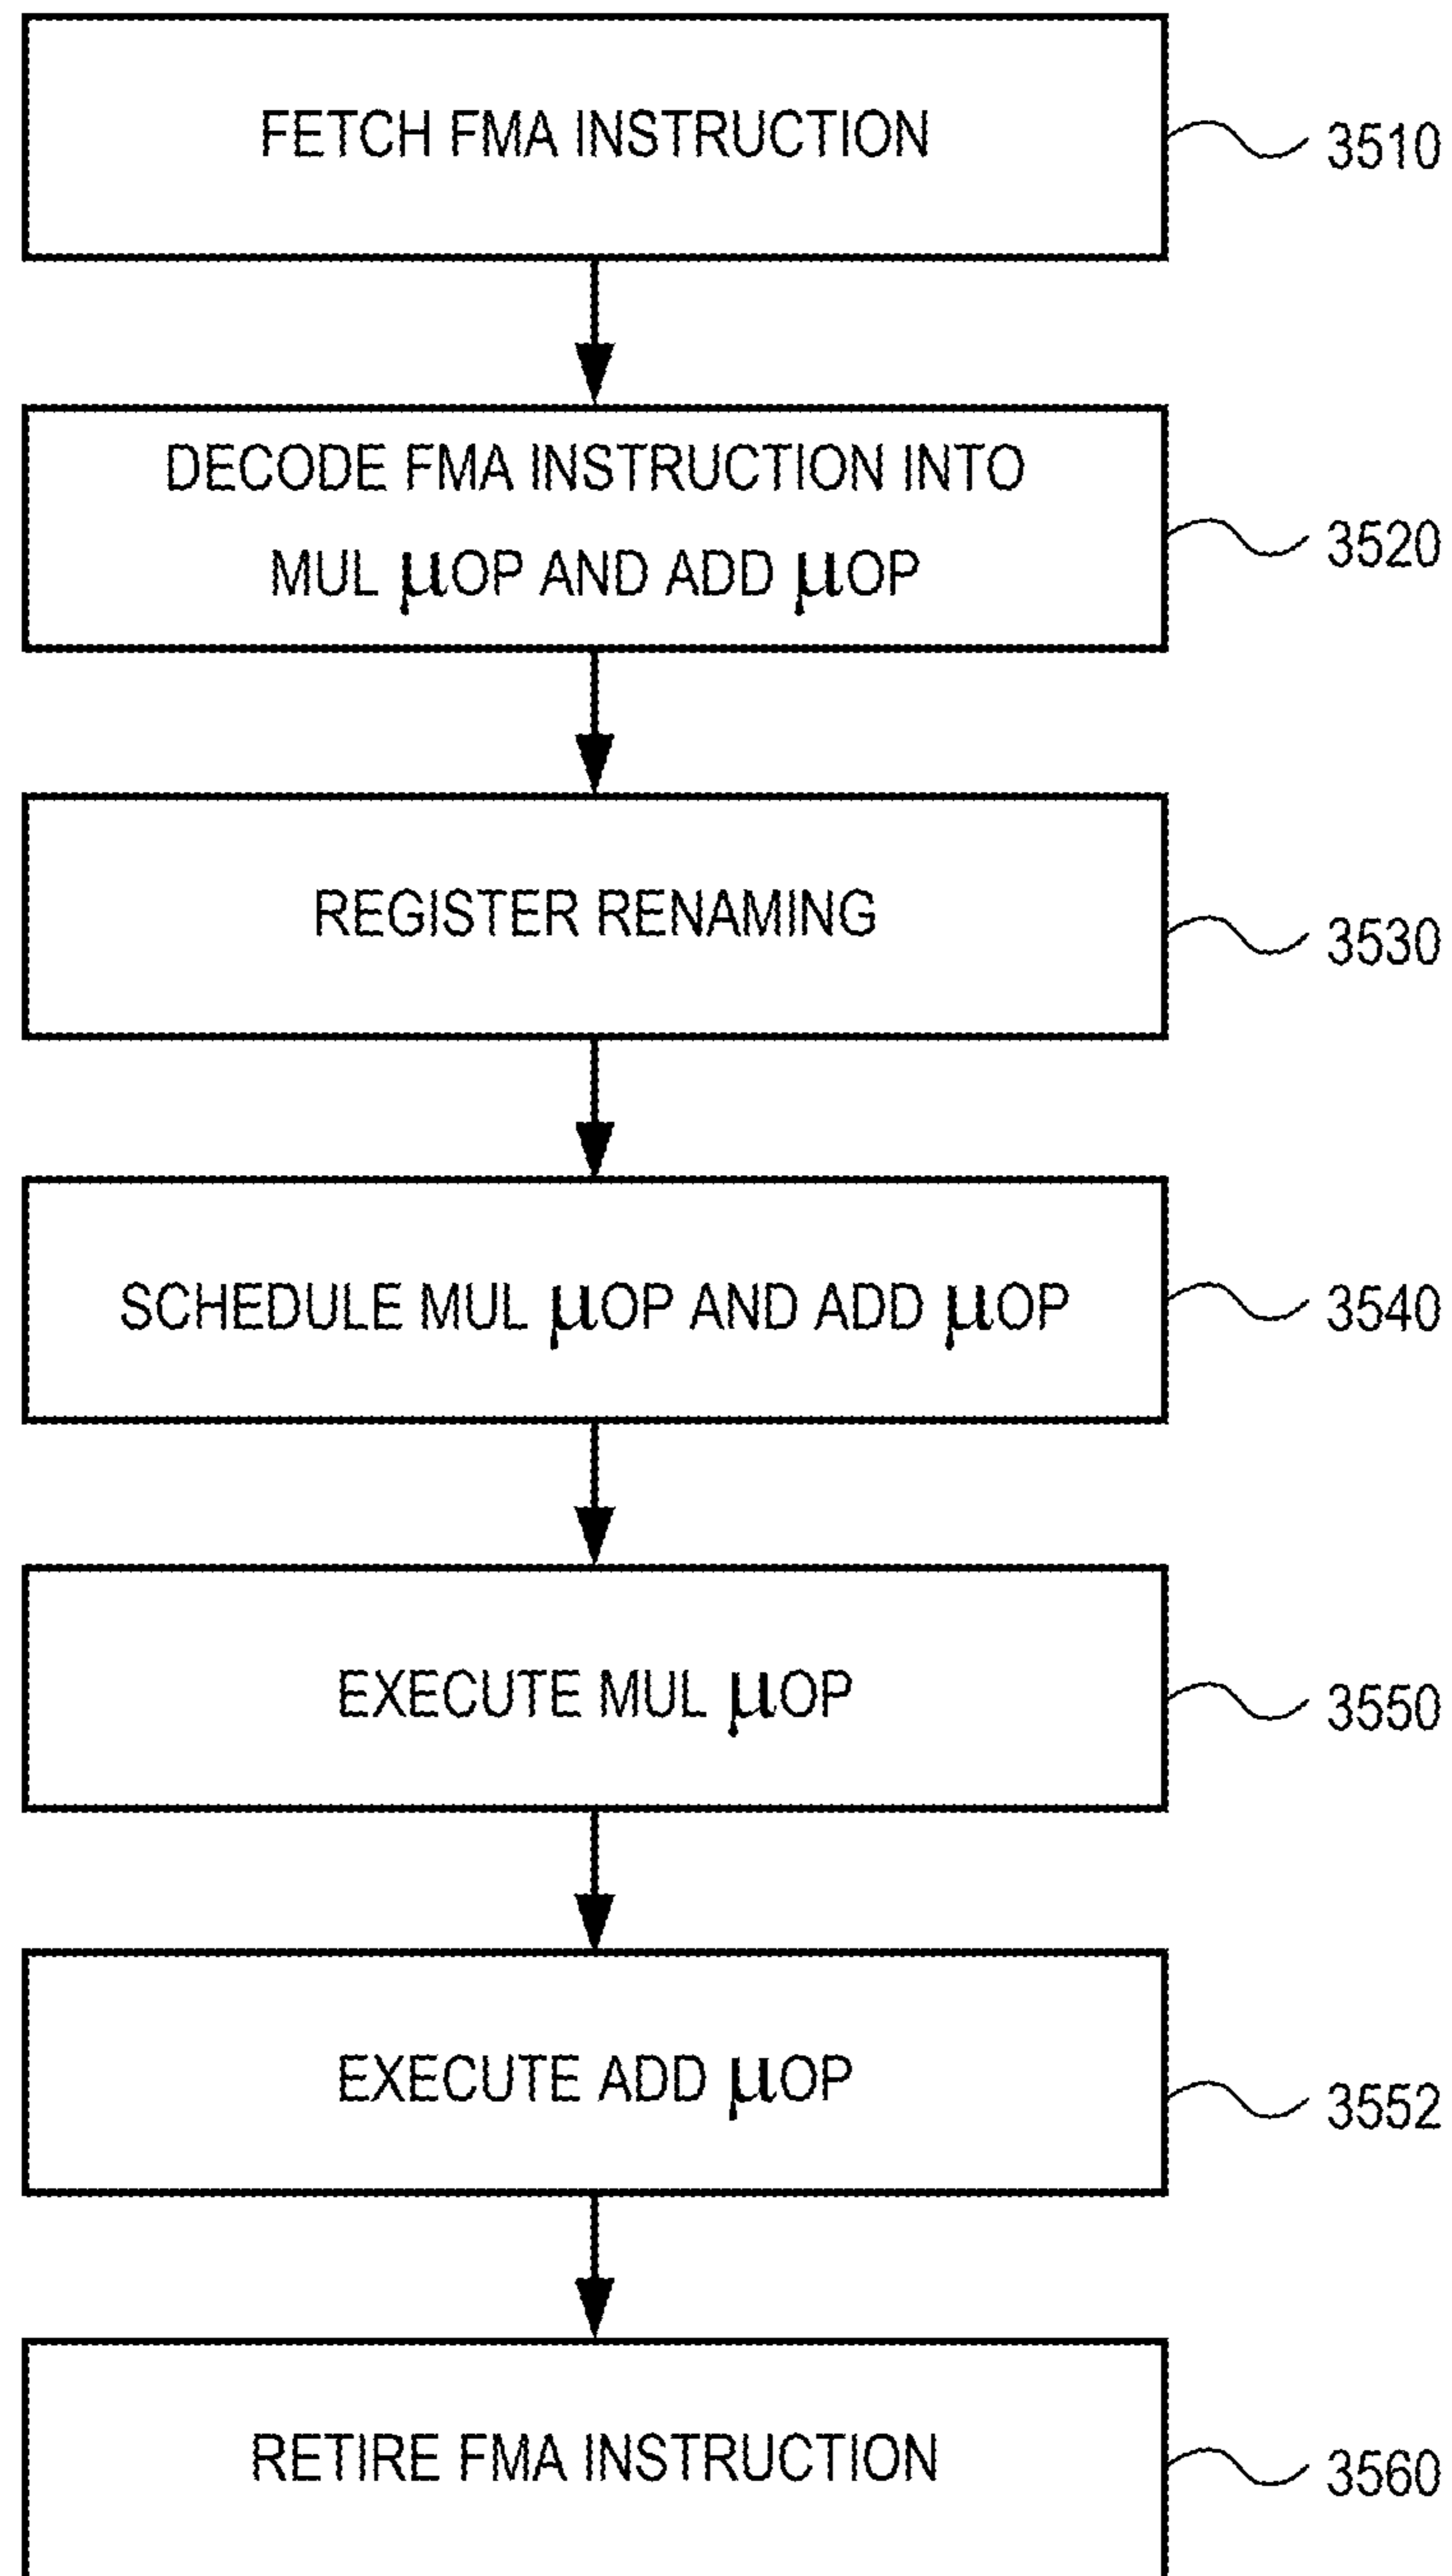 FETCH FMA INSTRUCTION
3510
DECODE FMA INSTRUCTION INTO
MUL μOP AND ADD μOP
3520
REGISTER RENAMING
3530
SCHEDULE MUL μOP AND ADD μOP
3540
EXECUTE MUL μOP
3550
EXECUTE ADD μOP
3552
RETIRE FMA INSTRUCTION
3560